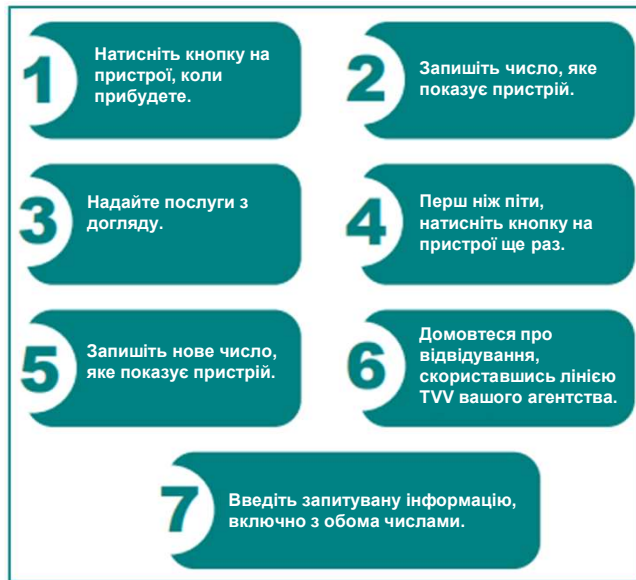 1
Натисніть кнопку на
пристрої, коли
прибудете.
2
Запишіть число, яке
показує пристрій.
3
Надайте послуги з
догляду.
4
Перш ніж піти,
натисніть кнопку на
пристрої ще раз.
5
Запишіть нове число,
яке показує пристрій.
6
Домовтеся про
відвідування,
скориставшись лінією
TVV вашого агентства.
7
Введіть запитувану інформацію,
включно з обома числами.